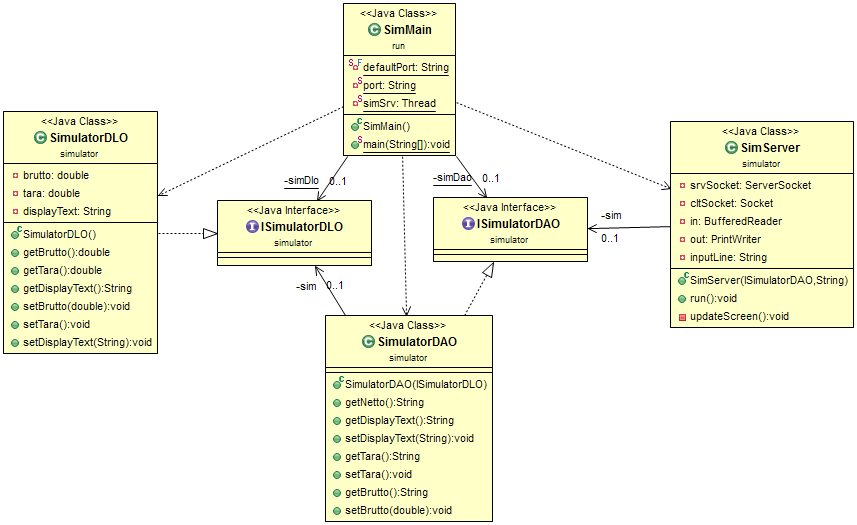 <<Java Class>>
SimMain
run
defaultPort: String
port: String
simSrv: Thread
SimMain()
main(String[]):void
<<Java Class>>
SimulatorDLO
simulator
brutto: double
tara: double
displayText: String
SimulatorDLO()
getBrutto():double
getTara():double
getDisplayText():String
setBrutto(double):void
setTara():void
setDisplayText(String):void
<<Java Class>>
SimServer
simulator
srvSocket: ServerSocket
cltSocket: Socket
in: BufferedReader
out: PrintWriter
inputLine: String
SimServer(ISimulatorDAO,String)
run():void
updateScreen():void
-simDlo
0..1
-simDao
0..1
<<Java Interface>>
ISimulatorDLO
simulator
<<Java Interface>>
ISimulatorDAO
simulator
-sim
0..1
-sim
0..1
<<Java Class>>
SimulatorDAO
simulator
SimulatorDAO(ISimulatorDLO)
getNetto():String
getDisplayText():String
setDisplayText(String):void
getTara():String
setTara():void
getBrutto():String
setBrutto(double):void